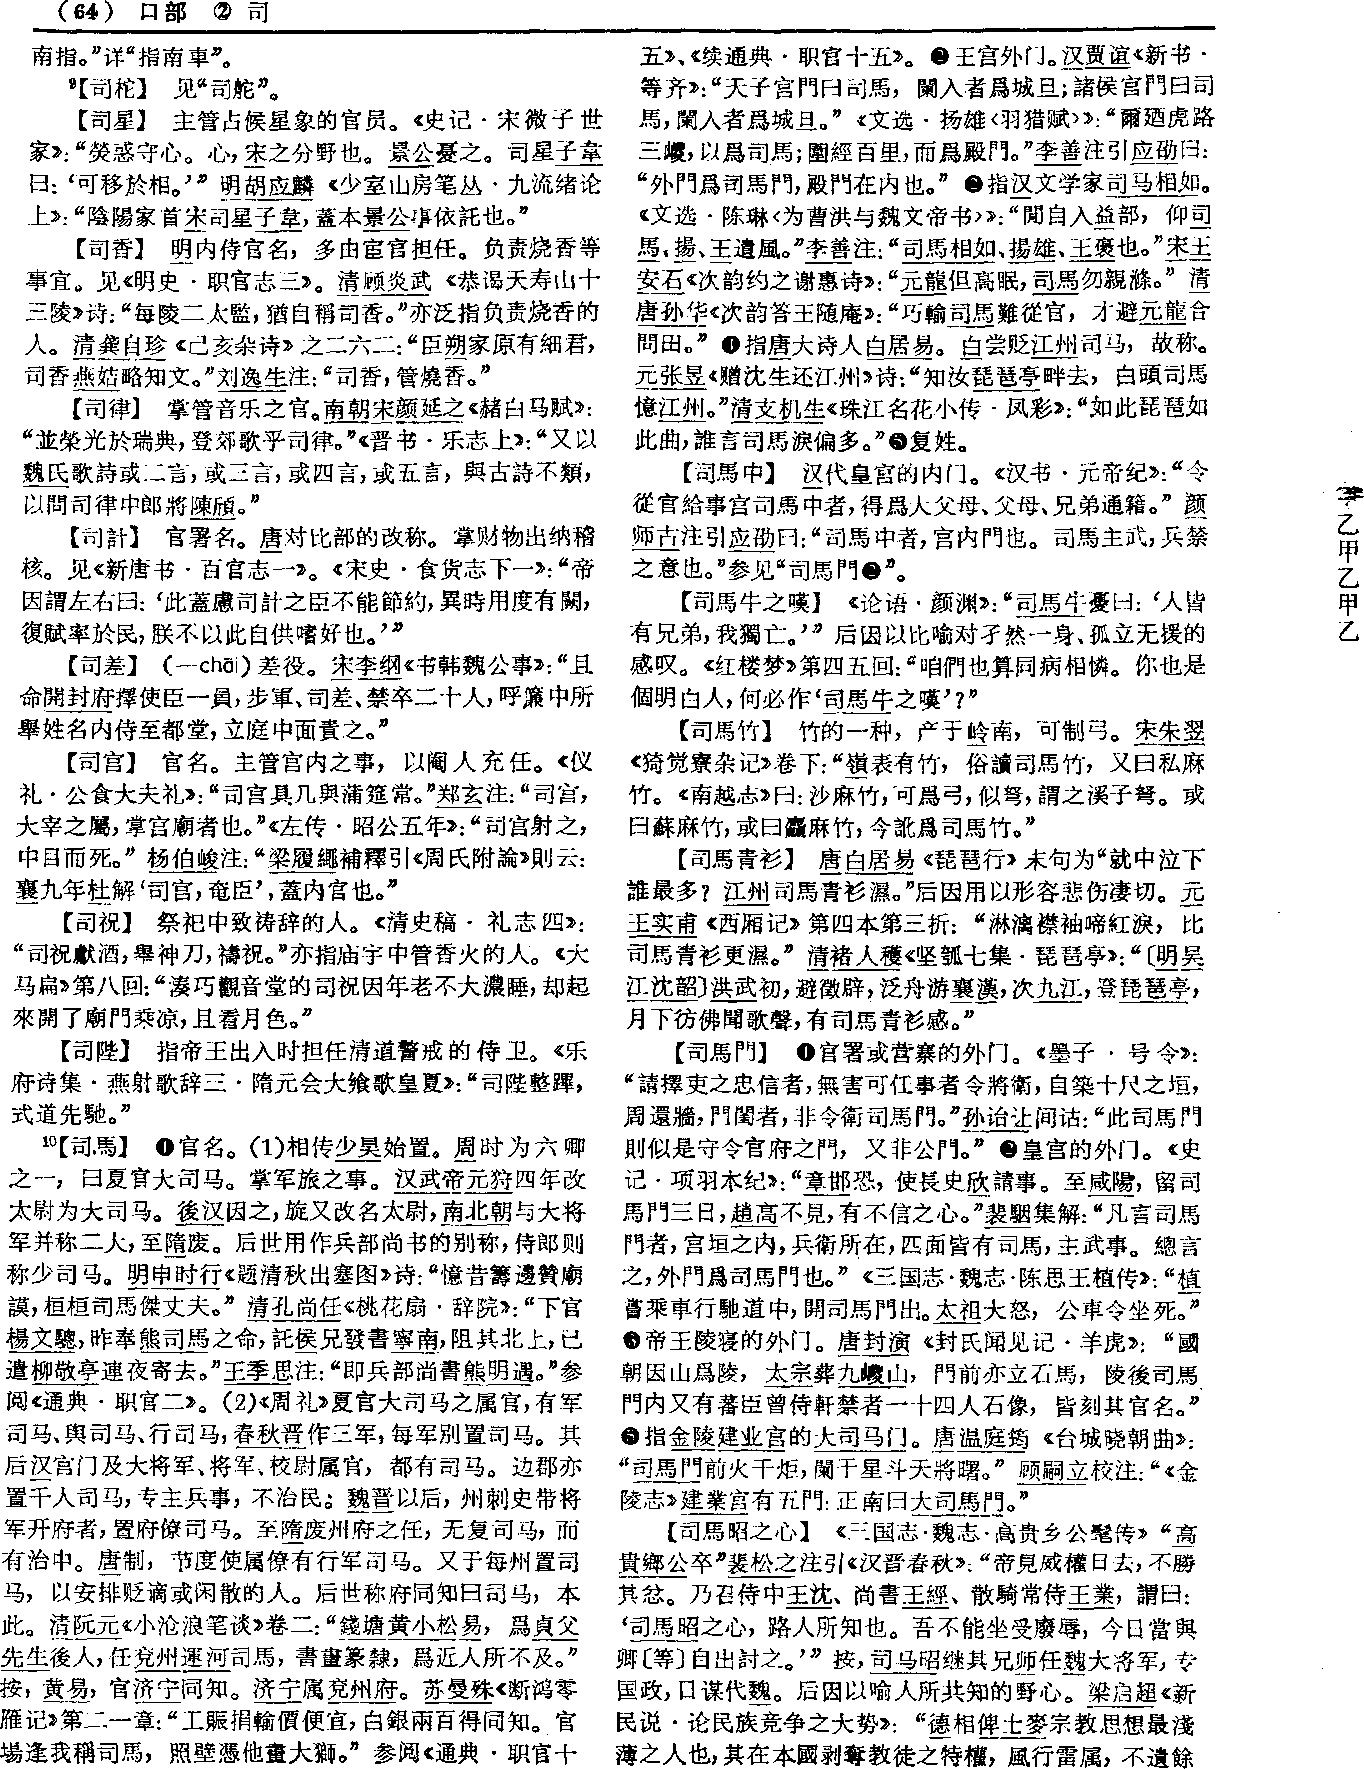 (64) 口部 ② 司
南指。”详“指南車”。
⁹【司柁】 见“司舵”。
【司星】 主管占候星象的官员。《史记·宋微子世
家》：“熒惑守心。心，宋之分野也。景公憂之。司星子韋
曰：‘可移於相。’” 明胡应麟《少室山房笔丛·九流绪论
上》：“陰陽家首宋司星子韋，蓋本景公事依託也。”
【司香】 明内侍官名，多由宦官担任。负责烧香等
事宜。见《明史·职官志三》。清顾炎武《恭谒天寿山十
三陵》诗：“每陵二太監，猶自稱司香。”亦泛指负责烧香的
人。清龚自珍《己亥杂诗》之二六二：“臣朔家原有細君，
司香燕姞略知文。”刘逸生注：“司香，管燒香。”
【司律】 掌管音乐之官。南朝宋颜延之《赭白马赋》：
“並榮光於瑞典，登郊歌乎司律。”《晋书·乐志上》：“又以
魏氏歌詩或二言，或三言，或四言，或五言，與古詩不類，
以問司律中郎將陳頎。”
【司計】 官署名。唐对比部的改称。掌财物出纳稽
核。见《新唐书·百官志一》。《宋史·食货志下一》：“帝
因謂左右曰：‘此蓋慮司計之臣不能節約，異時用度有闕，
復賦率於民，朕不以此自供嗜好也。’”
【司差】 (一chāi)差役。宋李纲《书韩魏公事》：“且
命開封府擇使臣一員，步軍、司差、禁卒二十人，呼簾中所
舉姓名内侍至都堂，立庭中面責之。”
【司宫】 官名。主管宫内之事，以阉人充任。《仪
礼·公食大夫礼》：“司宫具几與蒲筵常。”郑玄注：“司宫，
大宰之屬，掌宫廟者也。”《左传·昭公五年》：“司宫射之，
中目而死。” 杨伯峻注：“梁履繩補釋引《周氏附論》則云：
襄九年杜解‘司宫，奄臣’，蓋内官也。”
【司祝】 祭祀中致祷辞的人。《清史稿·礼志四》：
“司祝獻酒，舉神刀，禱祝。”亦指庙宇中管香火的人。《大
马扁》第八回：“湊巧觀音堂的司祝因年老不大濃睡，却起
來開了廟門乘凉，且看月色。”
【司陛】 指帝王出入时担任清道警戒的侍卫。《乐
府诗集·燕射歌辞三·隋元会大飨歌皇夏》：“司陛整蹕，
式道先馳。”
¹⁰【司馬】 ❶官名。(1)相传少昊始置。周时为六卿
之一，曰夏官大司马。掌军旅之事。汉武帝元狩四年改
太尉为大司马。後汉因之，旋又改名太尉，南北朝与大将
军并称二大，至隋废。后世用作兵部尚书的别称，侍郎则
称少司马。明申时行《题清秋出塞图》诗：“憶昔籌邊贊廟
謨，桓桓司馬傑丈夫。” 清孔尚任《桃花扇·辞院》：“下官
楊文驄，昨奉熊司馬之命，託侯兄發書寧南，阻其北上，已
遣柳敬亭連夜寄去。”王季思注：“即兵部尚書熊明遇。”参
阅《通典·职官二》。(2)《周礼》夏官大司马之属官，有军
司马、舆司马、行司马，春秋晋作三军，每军别置司马。其
后汉宫门及大将军、将军、校尉属官，都有司马。边郡亦
置千人司马，专主兵事，不治民。魏晋以后，州刺史带将
军开府者，置府僚司马。至隋废州府之任，无复司马，而
有治中。唐制，节度使属僚有行军司马。又于每州置司
马，以安排贬谪或闲散的人。后世称府同知曰司马，本
此。清阮元《小沧浪笔谈》卷二：“錢塘黄小松易，爲貞父
先生後人，任兖州運河司馬，書畫篆隸，爲近人所不及。”
按，黄易，官济宁同知。济宁属兖州府。苏曼殊《断鸿零
雁记》第二一章：“工賑捐輸價便宜，白銀兩百得同知。官
場逢我稱司馬，照壁憑他畫大獅。”参阅《通典·职官十
五》、《续通典·职官十五》。❷王宫外门。汉贾谊《新书·
等齐》：“天子宫門曰司馬，闌入者爲城旦；諸侯宫門曰司
馬，闌入者爲城旦。”《文选·扬雄〈羽猎赋〉》：“爾廼虎路
三嵏，以爲司馬；圍經百里，而爲殿門。”李善注引应劭曰：
“外門爲司馬門，殿門在内也。” ❸指汉文学家司马相如。
《文选·陈琳〈为曹洪与魏文帝书〉》：“聞自入益部，仰司
馬、揚、王遺風。”李善注：“司馬相如、揚雄、王褒也。”宋王
安石《次韵约之谢惠诗》：“元龍但高眠，司馬勿親滌。” 清
唐孙华《次韵答王随庵》：“巧輸司馬難從官，才避元龍合
問田。” ❹指唐大诗人白居易。白尝贬江州司马，故称。
元张昱《赠沈生还江州》诗：“知汝琵琶亭畔去，白頭司馬
憶江州。”清支机生《珠江名花小传·凤彩》：“如此琵琶如
此曲，誰言司馬淚偏多。”❺复姓。
【司馬中】 汉代皇宫的内门。《汉书·元帝纪》：“令
從官給事宫司馬中者，得爲大父母、父母、兄弟通籍。” 颜
师古注引应劭曰：“司馬中者，宫内門也。司馬主武，兵禁
之意也。”参见“司馬門❷”。
【司馬牛之嘆】 《论语·颜渊》：“司馬牛憂曰：‘人皆
有兄弟，我獨亡。’” 后因以比喻对孑然一身、孤立无援的
感叹。《红楼梦》第四五回：“咱們也算同病相憐。你也是
個明白人，何必作‘司馬牛之嘆’？”
【司馬竹】 竹的一种，产于岭南，可制弓。宋朱翌
《猗觉寮杂记》卷下：“嶺表有竹，俗讀司馬竹，又曰私麻
竹。《南越志》曰：沙麻竹，可爲弓，似弩，謂之溪子弩。或
曰蘇麻竹，或曰麤麻竹，今訛爲司馬竹。”
【司馬青衫】 唐白居易《琵琶行》末句为“就中泣下
誰最多？江州司馬青衫濕。”后因用以形容悲伤凄切。元
王实甫《西厢记》第四本第三折：“淋漓襟袖啼紅淚，比
司馬青衫更濕。” 清褚人穫《坚瓠七集·琵琶亭》：“〔明吴
江沈韶〕洪武初，避徵辟，泛舟游襄漢，次九江，登琵琶亭，
月下彷佛聞歌聲，有司馬青衫感。”
【司馬門】 ❶官署或营寨的外门。《墨子·号令》：
“請擇吏之忠信者，無害可任事者令將衛，自築十尺之垣，
周還牆，門閨者，非令衛司馬門。”孙诒让间诂：“此司馬門
則似是守令官府之門，又非公門。” ❷皇宫的外门。《史
记·项羽本纪》：“章邯恐，使長史欣請事。至咸陽，留司
馬門三日，趙高不見，有不信之心。”裴駰集解：“凡言司馬
門者，宫垣之内，兵衛所在，四面皆有司馬，主武事。總言
之，外門爲司馬門也。”《三国志·魏志·陈思王植传》：“植
嘗乘車行馳道中，開司馬門出。太祖大怒，公車令坐死。”
❸帝王陵寝的外门。唐封演《封氏闻见记·羊虎》：“國
朝因山爲陵，太宗葬九嵏山，門前亦立石馬，陵後司馬
門内又有蕃臣曾侍軒禁者一十四人石像，皆刻其官名。”
❹指金陵建业宫的大司马门。唐温庭筠《台城晓朝曲》：
“司馬門前火千炬，闌干星斗天將曙。” 顾嗣立校注：“《金
陵志》建業宫有五門：正南曰大司馬門。”
【司馬昭之心】 《三国志·魏志·高贵乡公髦传》“高
貴鄉公卒”裴松之注引《汉晋春秋》：“帝見威權日去，不勝
其忿。乃召侍中王沈、尚書王經、散騎常侍王業，謂曰：
‘司馬昭之心，路人所知也。吾不能坐受廢辱，今日當與
卿〔等〕自出討之。’” 按，司马昭继其兄师任魏大将军，专
国政，日谋代魏。后因以喻人所共知的野心。梁启超《新
民说·论民族竞争之大势》：“德相俾士麥宗教思想最淺
薄之人也，其在本國剥奪教徒之特權，風行雷厲，不遺餘
乙甲乙甲乙